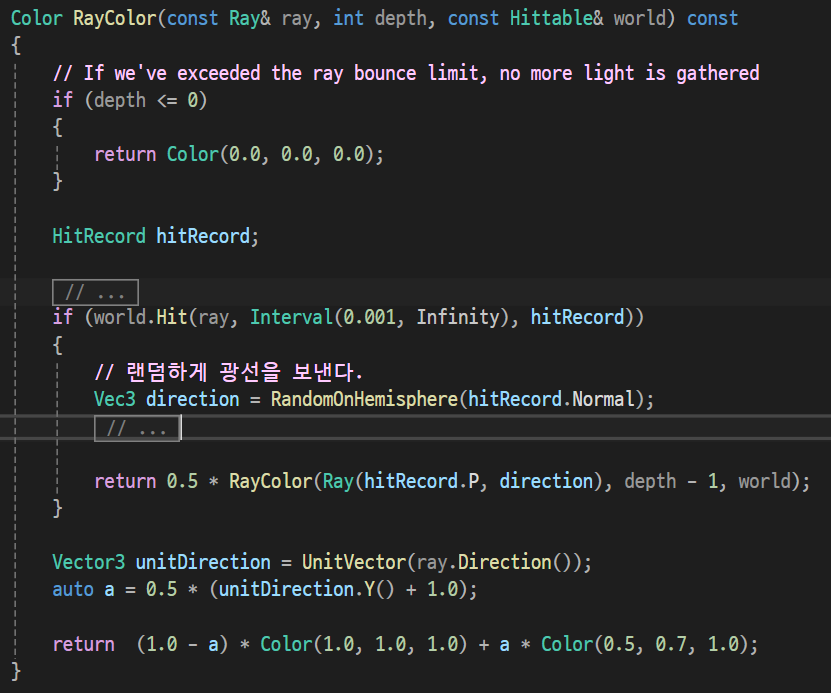 Color RayColor(const Ray& ray, int depth, const Hittable& world) const
{
// If we've exceeded the ray bounce limit, no more light is gathered
if (depth <= 0)
{
return Color(0.0, 0.0, 0.0);
}
HitRecord hitRecord;
// ...
if (world.Hit(ray, Interval(0.001, Infinity), hitRecord))
{
// 랜덤하게 광선을 보낸다.
Vec3 direction = RandomOnHemisphere(hitRecord.Normal);
// ...
return 0.5 * RayColor(Ray(hitRecord.P, direction), depth - 1, world);
}
Vector3 unitDirection = UnitVector(ray.Direction());
auto a = 0.5 * (unitDirection.Y() + 1.0);
return  (1.0 - a) * Color(1.0, 1.0, 1.0) + a * Color(0.5, 0.7, 1.0);
}